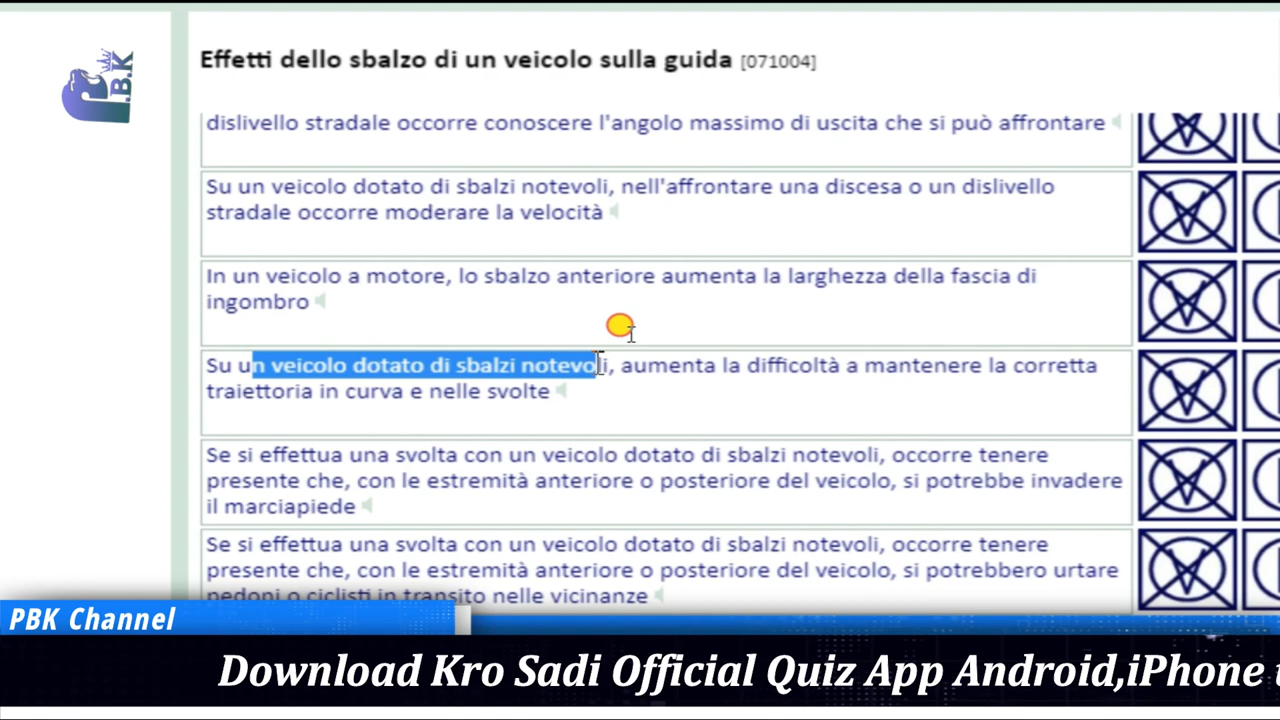 P.B.K
Effetti dello sbalzo di un veicolo sulla guida [071004]
dislivello stradale occorre conoscere l'angolo massimo di uscita che si può affrontare
Su un veicolo dotato di sbalzi notevoli, nell'affrontare una discesa o un dislivello
stradale occorre moderare la velocità
In un veicolo a motore, lo sbalzo anteriore aumenta la larghezza della fascia di
ingombro
Su un veicolo dotato di sbalzi notevoli, aumenta la difficoltà a mantenere la corretta
traiettoria in curva e nelle svolte
Se si effettua una svolta con un veicolo dotato di sbalzi notevoli, occorre tenere
presente che, con le estremità anteriore o posteriore del veicolo, si potrebbe invadere
il marciapiede
Se si effettua una svolta con un veicolo dotato di sbalzi notevoli, occorre tenere
presente che, con le estremità anteriore o posteriore del veicolo, si potrebbero urtare
pedoni o ciclisti in transito nelle vicinanze
V
V
V
V
V
V
PBK Channel
Download Kro Sadi Official Quiz App Android,iPhone